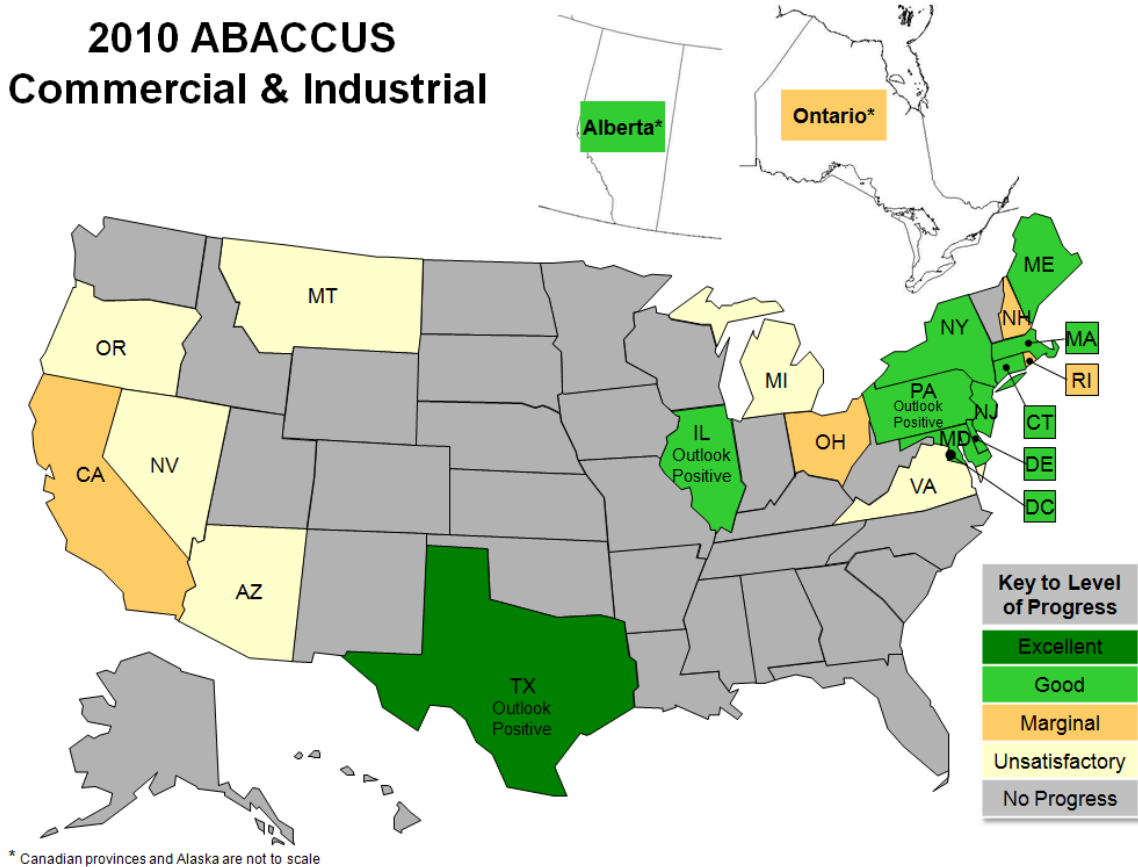 2010 ABACCUS
Commercial & Industrial
Alberta*
Ontario*
ME
MT
NH
NY
MA
OR
MI
RI
PA
Outlook
Positive
NJ
CT
IL
Outlook
Positive
OH
MD
NV
DE
CA
VA
DC
AZ
Key to Level
of Progress
Excellent
Good
Marginal
Unsatisfactory
No Progress
TX
Outlook
Positive
* Canadian provinces and Alaska are not to scale